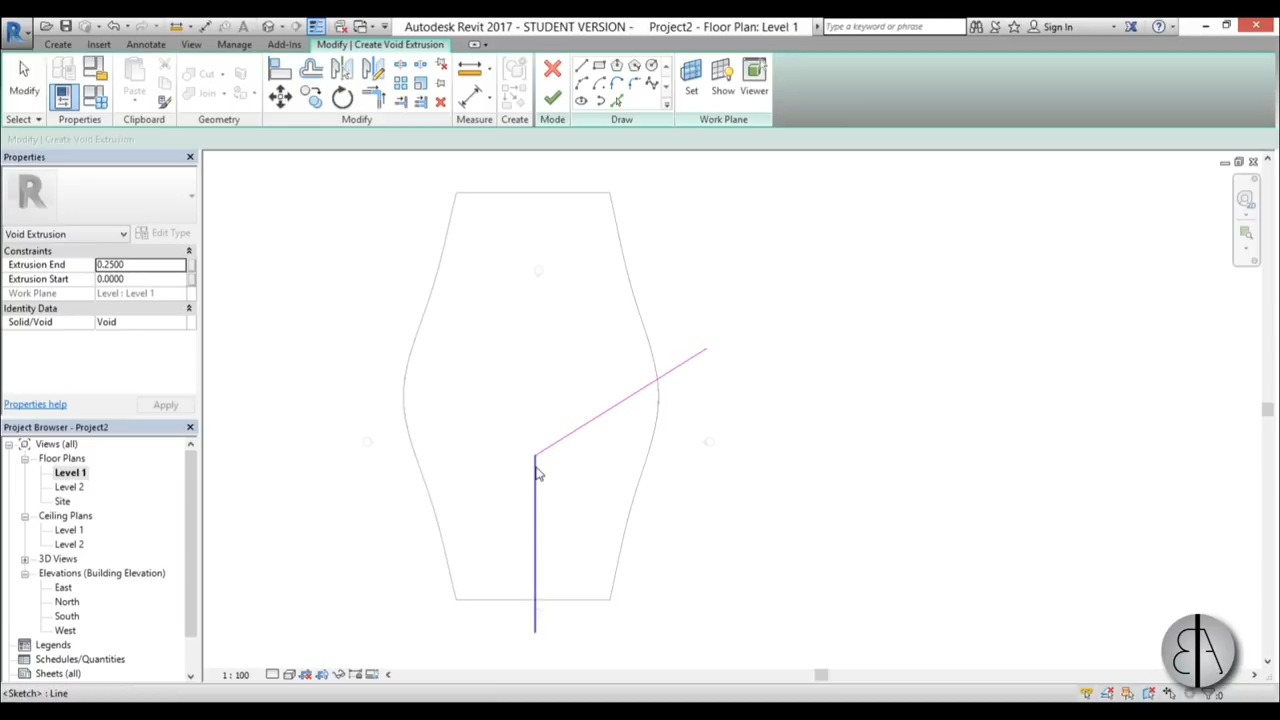 Autodesk Revit 2017 - STUDENT VERSION - Project2 - Floor Plan: Level 1
Type a keyword or phrase
Sign In
Create Insert Annotate View Manage Add-Ins Modify | Create Void Extrusion
Modify
Paste
Cut
Join
Set Show Viewer
Select Properties Clipboard Geometry Modify Measure Create Mode Draw Work Plane
Modify | Create Void Extrusion
Properties
Void Extrusion
Edit Type
Constraints
Extrusion End 0.2500
Extrusion Start 0.0000
Work Plane Level : Level 1
Identity Data
Solid/Void Void
Properties help
Apply
Project Browser - Project2
Views (all)
Floor Plans
Level 1
Level 2
Site
Ceiling Plans
Level 1
Level 2
3D Views
Elevations (Building Elevation)
East
North
South
West
Legends
Schedules/Quantities
Sheets (all)
1 : 100
<Sketch> : Line
:0